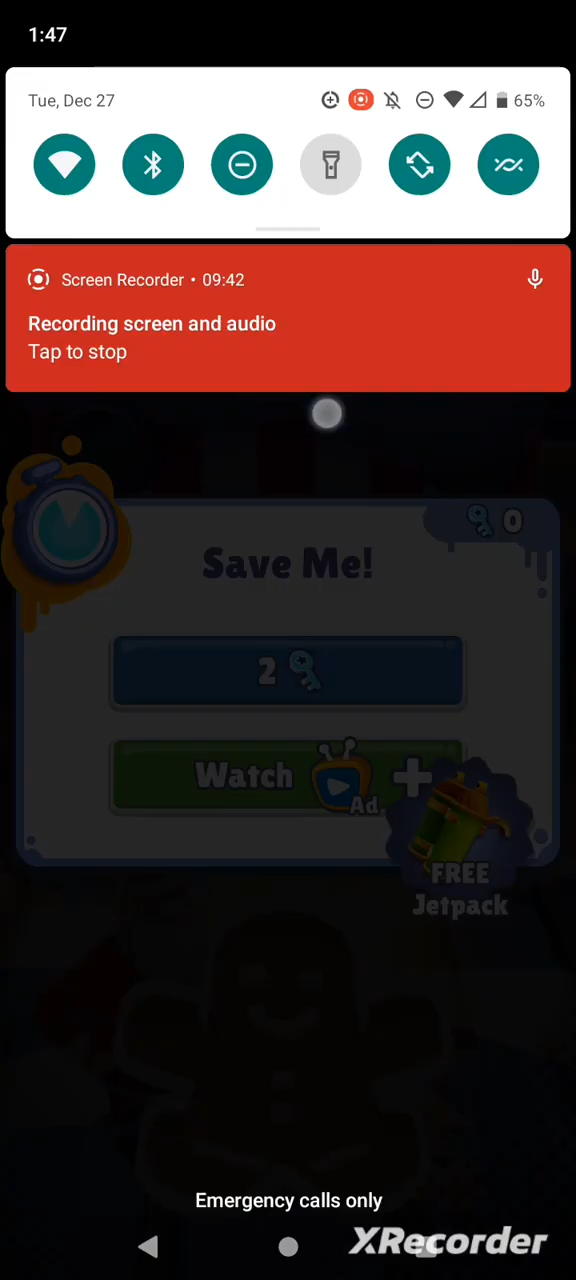 1:47
Tue, Dec 27
65%
Screen Recorder • 09:42
Recording screen and audio
Tap to stop
0
Save Me!
2
Watch
Ad
FREE
Jetpack
Emergency calls only
XRecorder